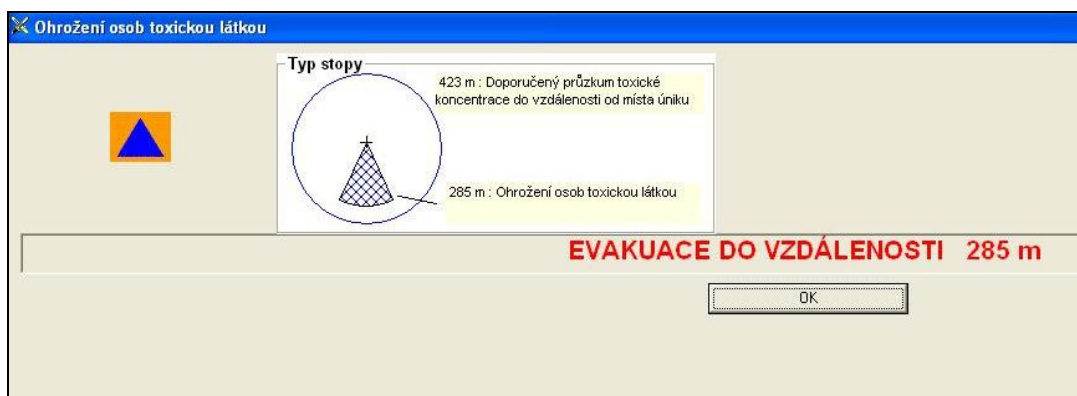 Ohrožení osob toxickou látkou
Typ stopy
423 m : Doporučený průzkum toxické
koncentrace do vzdálenosti od místa úniku
285 m : Ohrožení osob toxickou látkou
EVAKUACE DO VZDÁLENOSTI 285 m
OK